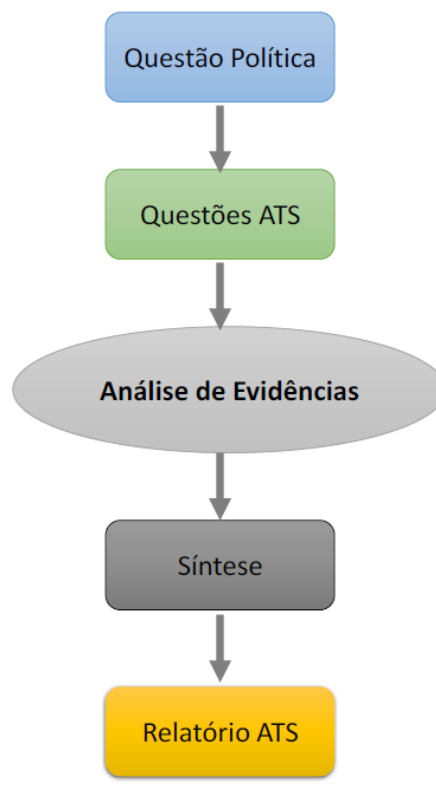 Questão Política
Questões ATS
Análise de Evidências
Síntese
Relatório ATS